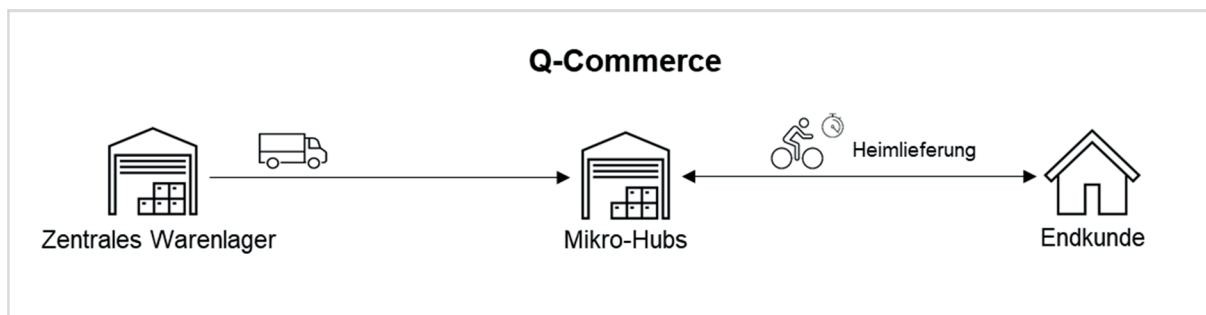 Q-Commerce
Heimlieferung
Zentrales Warenlager
Mikro-Hubs
Endkunde